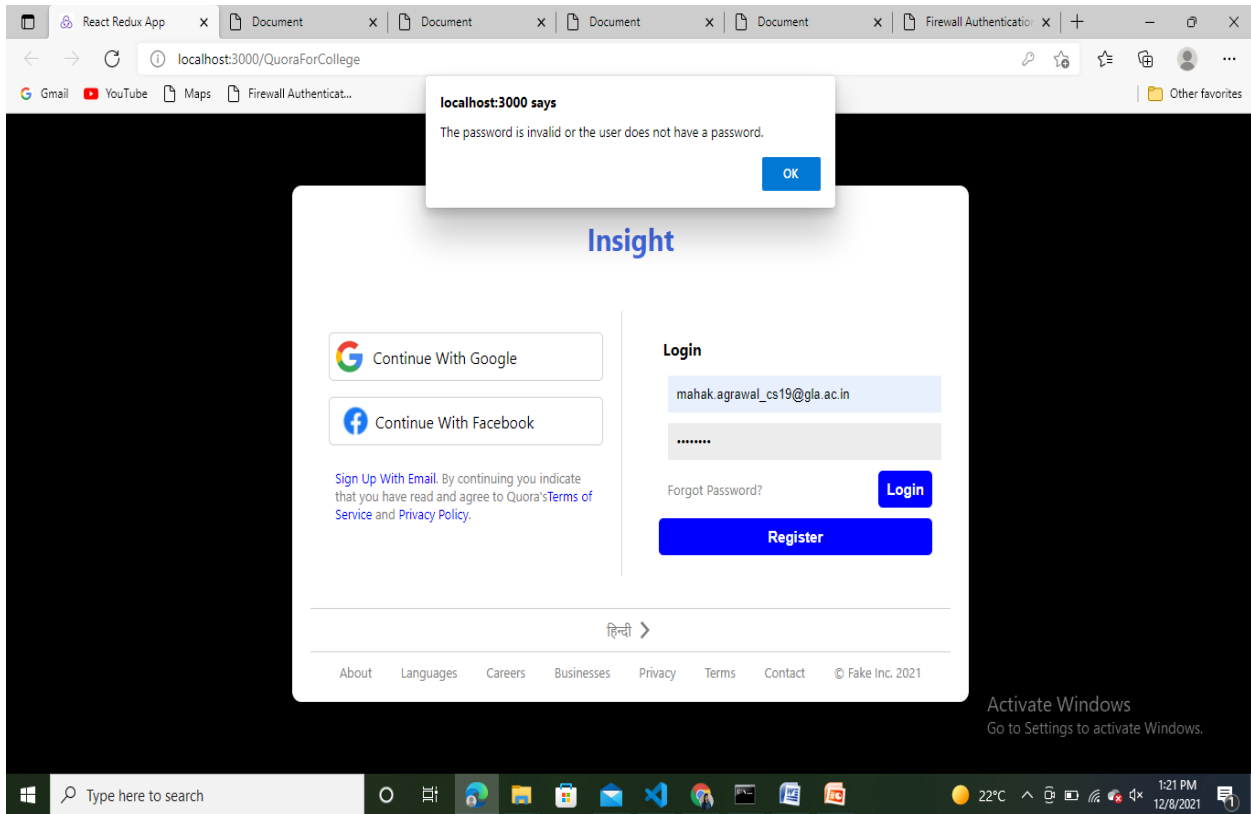 React Redux App
Document
Document
Document
Document
Firewall Authentication
localhost:3000/QuoraForCollege
Gmail
YouTube
Maps
Firewall Authenticat...
Other favorites
localhost:3000 says
The password is invalid or the user does not have a password.
OK
Insight
Continue With Google
Continue With Facebook
Sign Up With Email. By continuing you indicate
that you have read and agree to Quora'sTerms of
Service and Privacy Policy.
Login
mahak.agrawal_cs19@gla.ac.in
••••••••
Forgot Password?
Login
Register
हिन्दी
About
Languages
Careers
Businesses
Privacy
Terms
Contact
© Fake Inc. 2021
Activate Windows
Go to Settings to activate Windows.
Type here to search
22°C
1:21 PM
12/8/2021
1